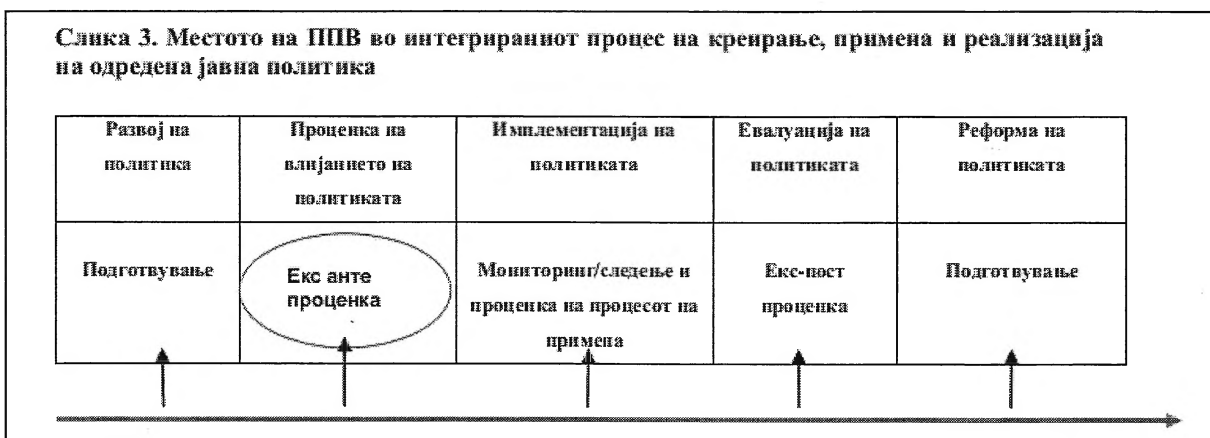 Слика 3. Местото на ППВ во интегрираниот процес на креирање, примена и реализација
на одредена јавна политика
Развој на
политика
Проценка на
влијанието на
политиката
Имплементација на
политиката
Евалуација на
политиката
Реформа на
политиката
Подготвување
Екс анте
проценка
Мониторинг/следење и
проценка на процесот на
примена
Екс-пост
проценка
Подготвување